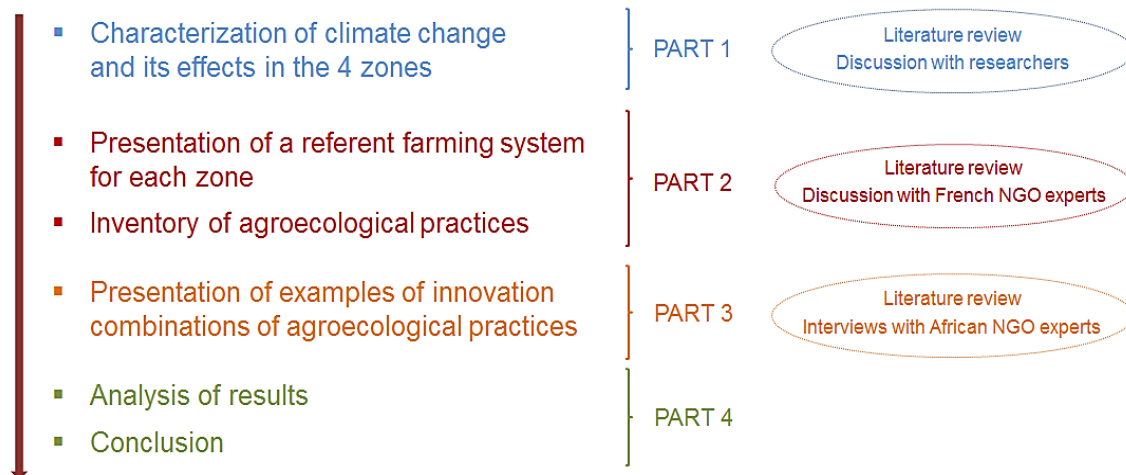 ▪ Characterization of climate change
and its effects in the 4 zones
PART 1
Literature review
Discussion with researchers
▪ Presentation of a referent farming system
for each zone
▪ Inventory of agroecological practices
PART 2
Literature review
Discussion with French NGO experts
▪ Presentation of examples of innovation
combinations of agroecological practices
PART 3
Literature review
Interviews with African NGO experts
▪ Analysis of results
▪ Conclusion
PART 4